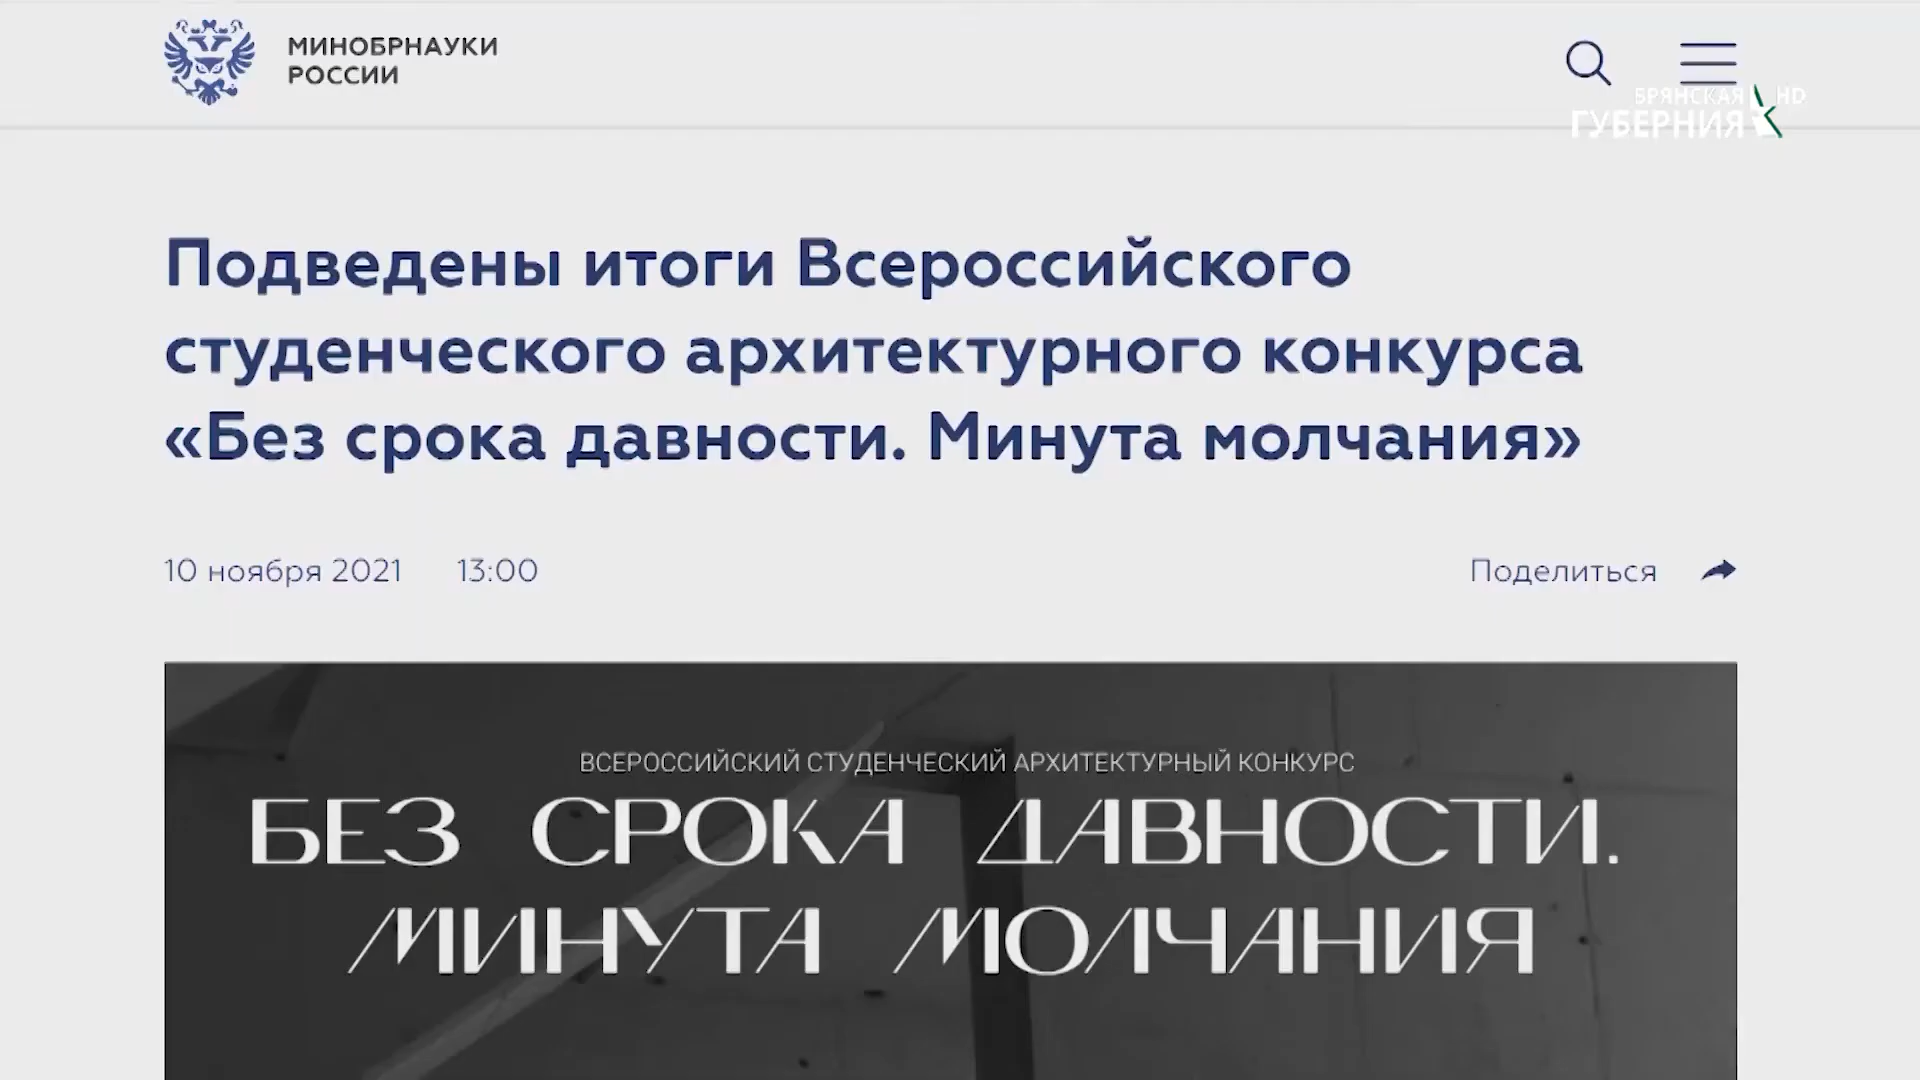 МИНОБРНАУКИ
РОССИИ
БРЯНСКАЯ HD
ГУБЕРНИЯ
Подведены итоги Всероссийского
студенческого архитектурного конкурса
«Без срока давности. Минута молчания»
10 ноября 2021 13:00
Поделиться
ВСЕРОССИЙСКИЙ СТУДЕНЧЕСКИЙ АРХИТЕКТУРНЫЙ КОНКУРС
БЕЗ СРОКА ДАВНОСТИ.
МИНУТА МОЛЧАНИЯ